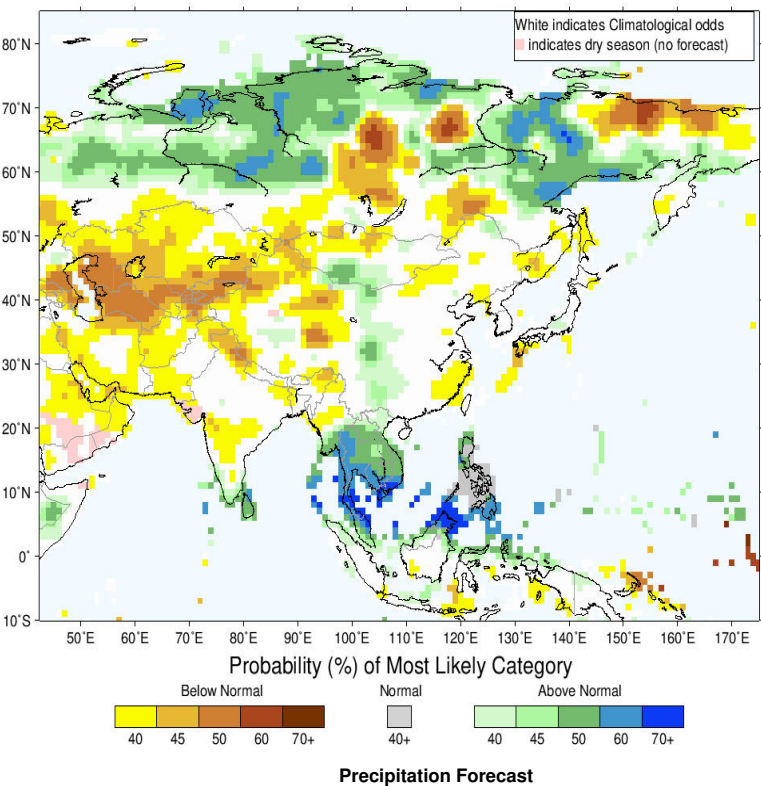 White indicates Climatological odds
indicates dry season (no forecast)
80°N
70°N
60°N
50°N
40°N
30°N
20°N
10°N
0°
10°S
50°E 60°E 70°E 80°E 90°E 100°E 110°E 120°E 130°E 140°E 150°E 160°E 170°E
Probability (%) of Most Likely Category
Below Normal Normal Above Normal
40 45 50 60 70+ 40+ 40 45 50 60 70+
Precipitation Forecast